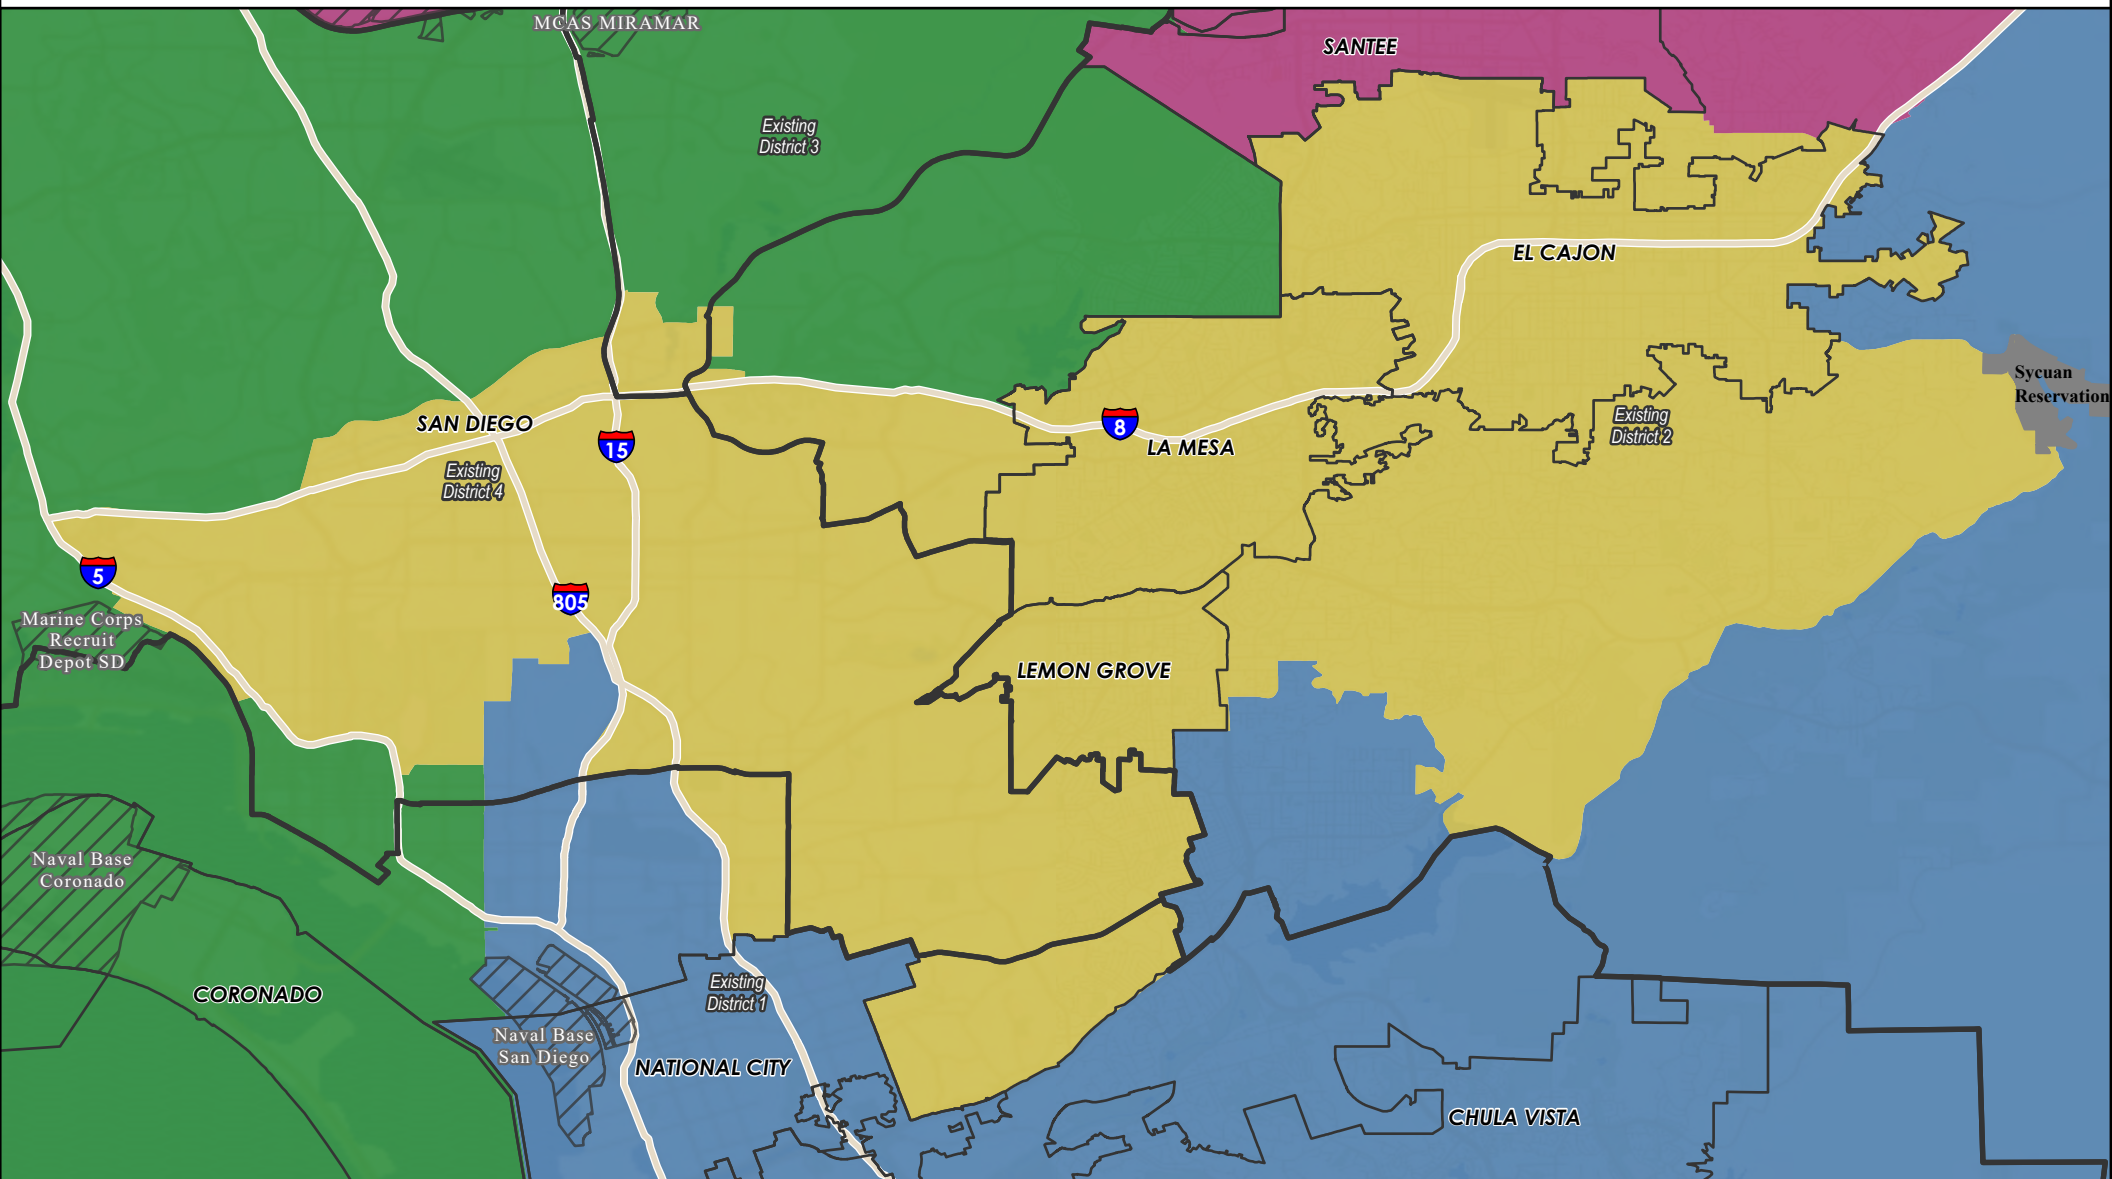 MCAS MIRAMAR
SANTEE
Existing
District 3
EL CAJON
Sycuan
Reservation
SAN DIEGO
Existing
District 2
8
LA MESA
15
Existing
District 4
5
805
Marine Corps
Recruit
Depot SD
LEMON GROVE
Naval Base
Coronado
CORONADO
Existing
District 1
Naval Base
San Diego
NATIONAL CITY
CHULA VISTA